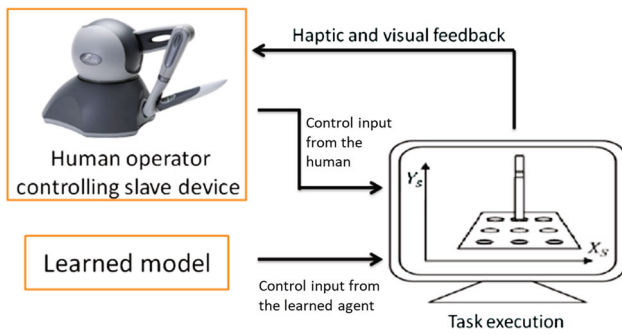 Haptic and visual feedback
Control input
from the
human
Human operator
controlling slave device
Y_S
X_S
Learned model
Control input from
the learned agent
Task execution